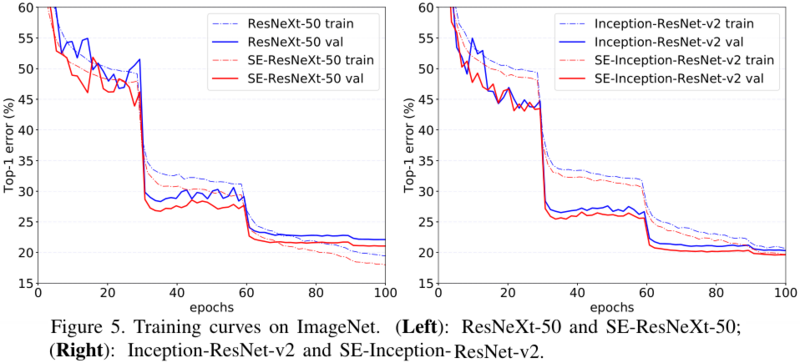 60
55
50
45
40
35
30
25
20
15
Top-1 error (%)
ResNeXt-50 train
ResNeXt-50 val
SE-ResNeXt-50 train
SE-ResNeXt-50 val
0 20 40 60 80 100
epochs
60
55
50
45
40
35
30
25
20
15
Top-1 error (%)
Inception-ResNet-v2 train
Inception-ResNet-v2 val
SE-Inception-ResNet-v2 train
SE-Inception-ResNet-v2 val
0 20 40 60 80 100
epochs
Figure 5. Training curves on ImageNet. (Left): ResNeXt-50 and SE-ResNeXt-50;
(Right): Inception-ResNet-v2 and SE-Inception-ResNet-v2.